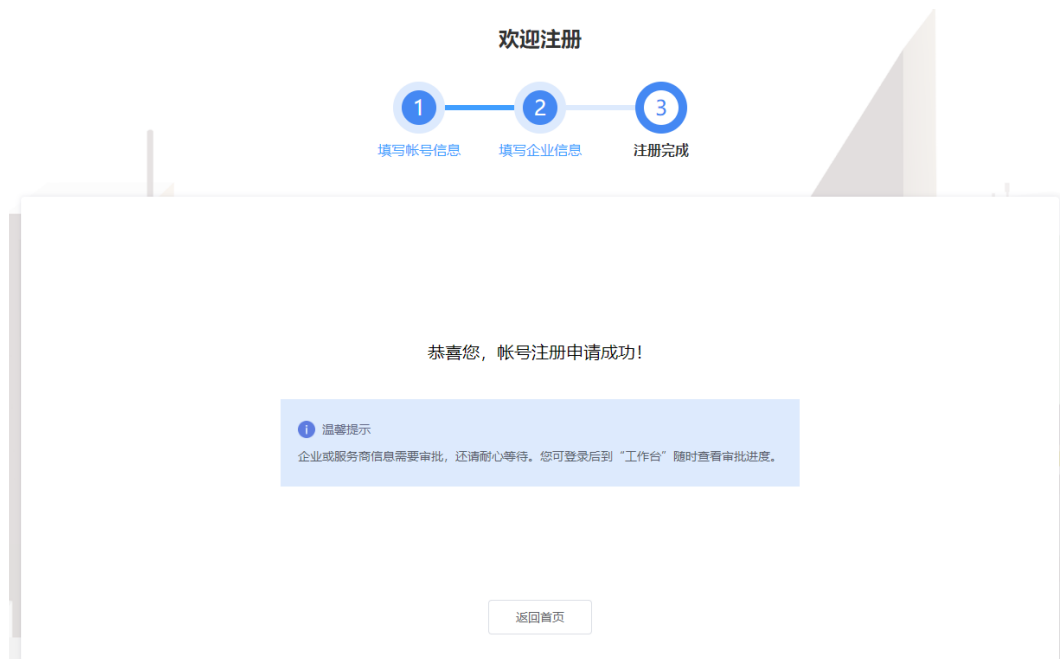 欢迎注册
1 2 3
填写帐号信息 填写企业信息 注册完成
恭喜您，帐号注册申请成功！
i 温馨提示
企业或服务商信息需要审批，还请耐心等待。您可登录后到“工作台”随时查看审批进度。
返回首页